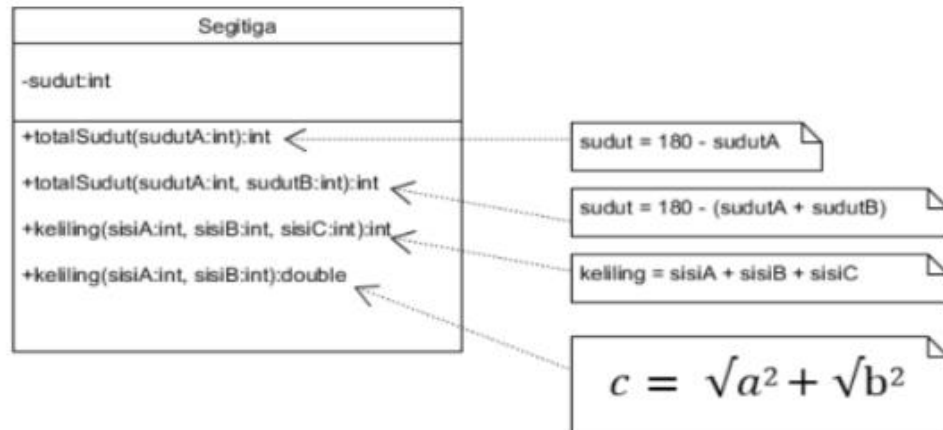 Segitiga
-sudut:int
+totalSudut(sudutA:int):int
+totalSudut(sudutA:int, sudutB:int):int
+keliling(sisiA:int, sisiB:int, sisiC:int):int
+keliling(sisiA:int, sisiB:int):double
sudut = 180 - sudutA
sudut = 180 - (sudutA + sudutB)
keliling = sisiA + sisiB + sisiC
c = √a² + √b²